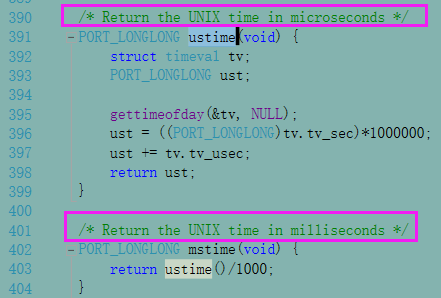 390 /* Return the UNIX time in microseconds */
391 PORT_LONGLONG ustime(void) {
392 struct timeval tv;
393 PORT_LONGLONG ust;
394
395 gettimeofday(&tv, NULL);
396 ust = ((PORT_LONGLONG)tv.tv_sec)*1000000;
397 ust += tv.tv_usec;
398 return ust;
399 }
400
401 /* Return the UNIX time in milliseconds */
402 PORT_LONGLONG mstime(void) {
403 return ustime()/1000;
404 }